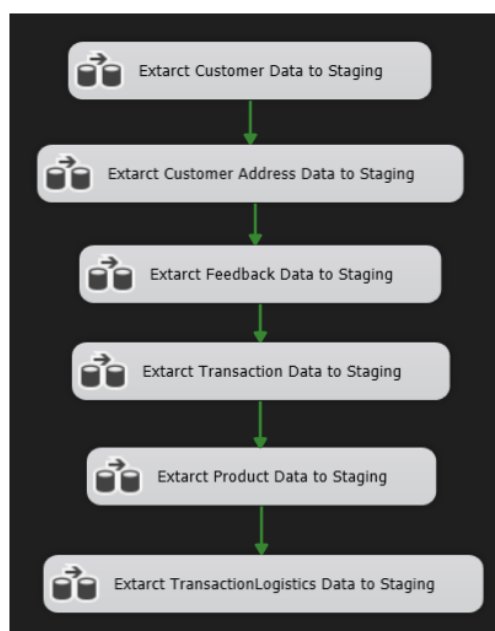 Extarct Customer Data to Staging
Extarct Customer Address Data to Staging
Extarct Feedback Data to Staging
Extarct Transaction Data to Staging
Extarct Product Data to Staging
Extarct TransactionLogistics Data to Staging